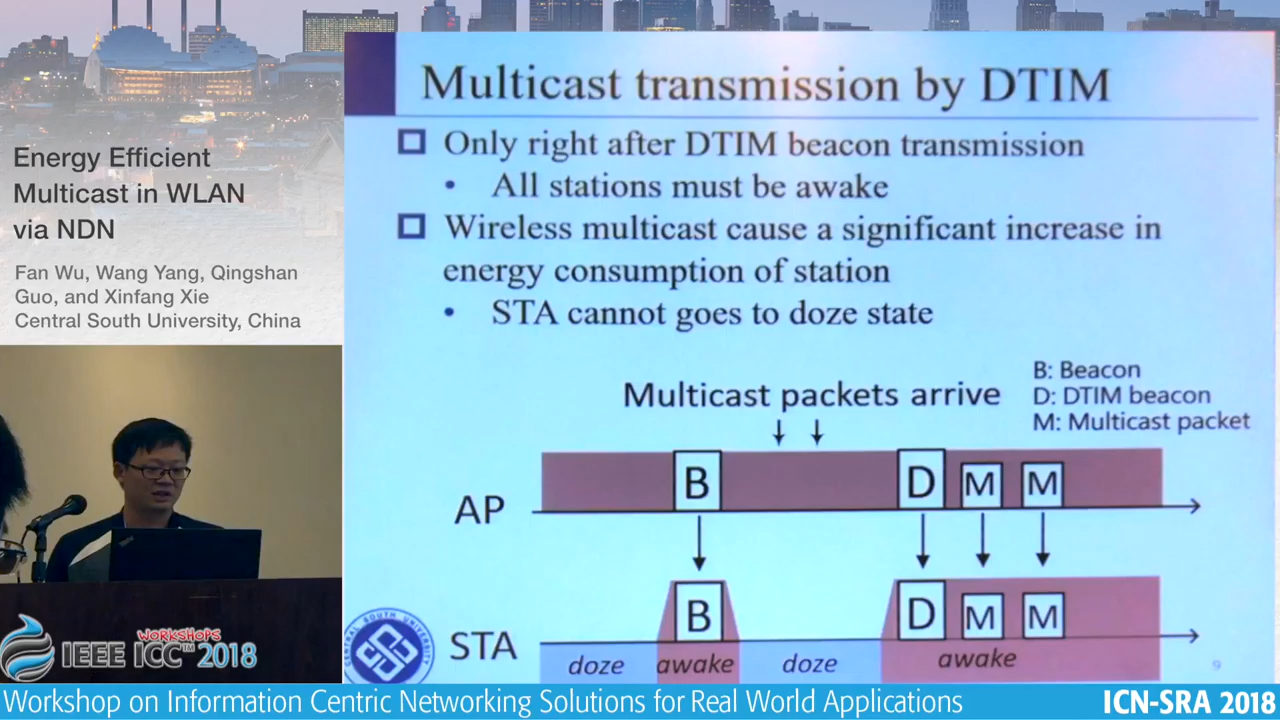 Energy Efficient
Multicast in WLAN
via NDN
Fan Wu, Wang Yang, Qingshan
Guo, and Xinfang Xie
Central South University, China
Multicast transmission by DTIM
Only right after DTIM beacon transmission
• All stations must be awake
Wireless multicast cause a significant increase in
energy consumption of station
• STA cannot goes to doze state
Multicast packets arrive
B: Beacon
D: DTIM beacon
M: Multicast packet
AP
B
D
M
M
STA
B
D
M
M
doze
awake
doze
awake
9
CENTRAL SOUTH UNIVERSITY
WORKSHOPS
IEEE ICC™ 2018
Workshop on Information Centric Networking Solutions for Real World Applications
ICN-SRA 2018